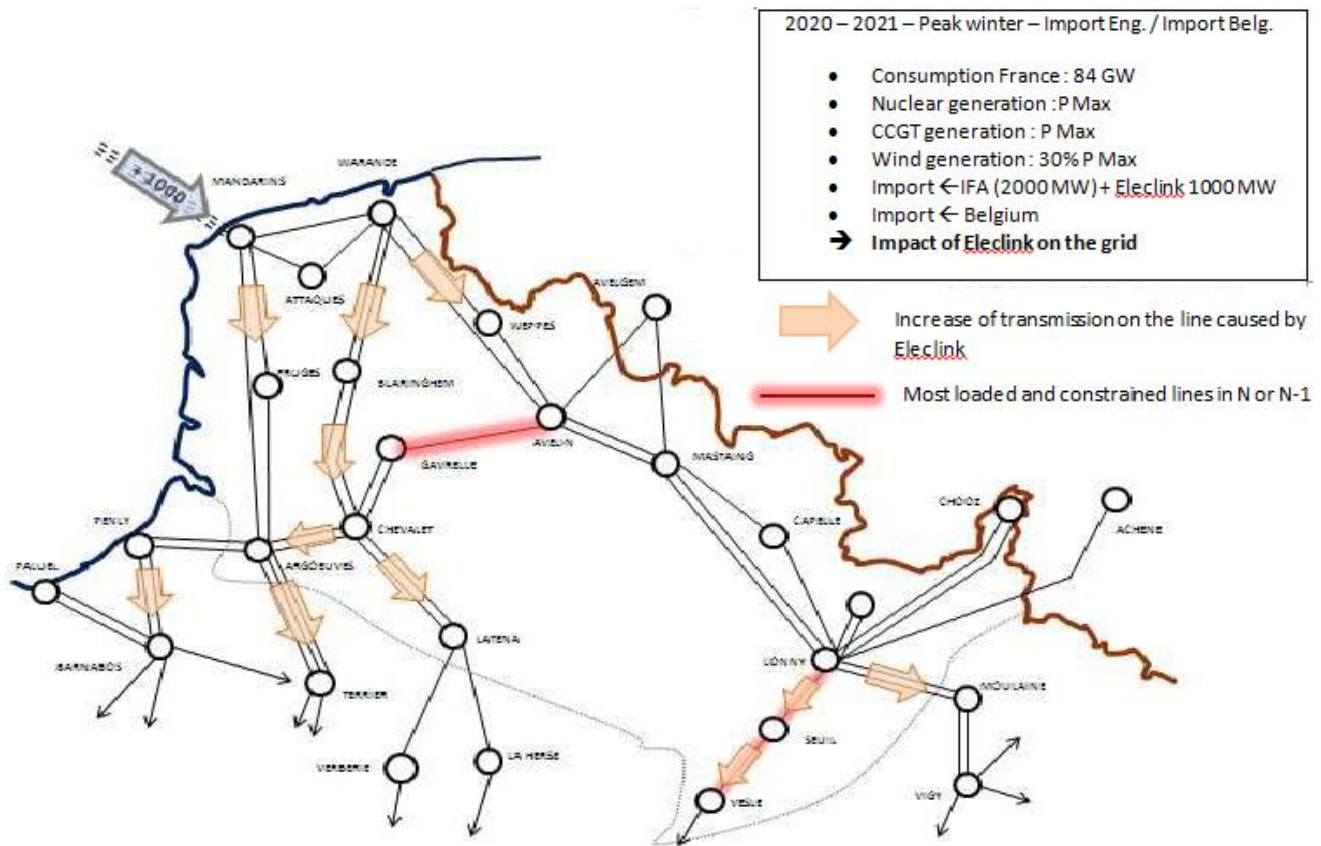 2020 – 2021 – Peak winter – Import Eng. / Import Belg.
• Consumption France : 84 GW
• Nuclear generation : P Max
• CCGT generation : P Max
• Wind generation : 30% P Max
• Import ← IFA (2000 MW) + Eleclink 1000 MW
• Import ← Belgium
➔ Impact of Eleclink on the grid
Increase of transmission on the line caused by
Eleclink
Most loaded and constrained lines in N or N-1
+ 1000
MANDARINS
WARANDE
ATTAQUES
AVELGEM
WEPPES
FRUGES
BLARINGHEM
AVELIN
GAVRELLE
MASTAING
CHOOZ
ACHENE
CAPELLE
PENLY
CHEVALET
PALUEL
ARGOEUVES
LATENA
BARNABOS
TERRIER
LONNY
MOULAINE
SEUIL
VERBERIE
LA HERSE
VESLE
VIGY